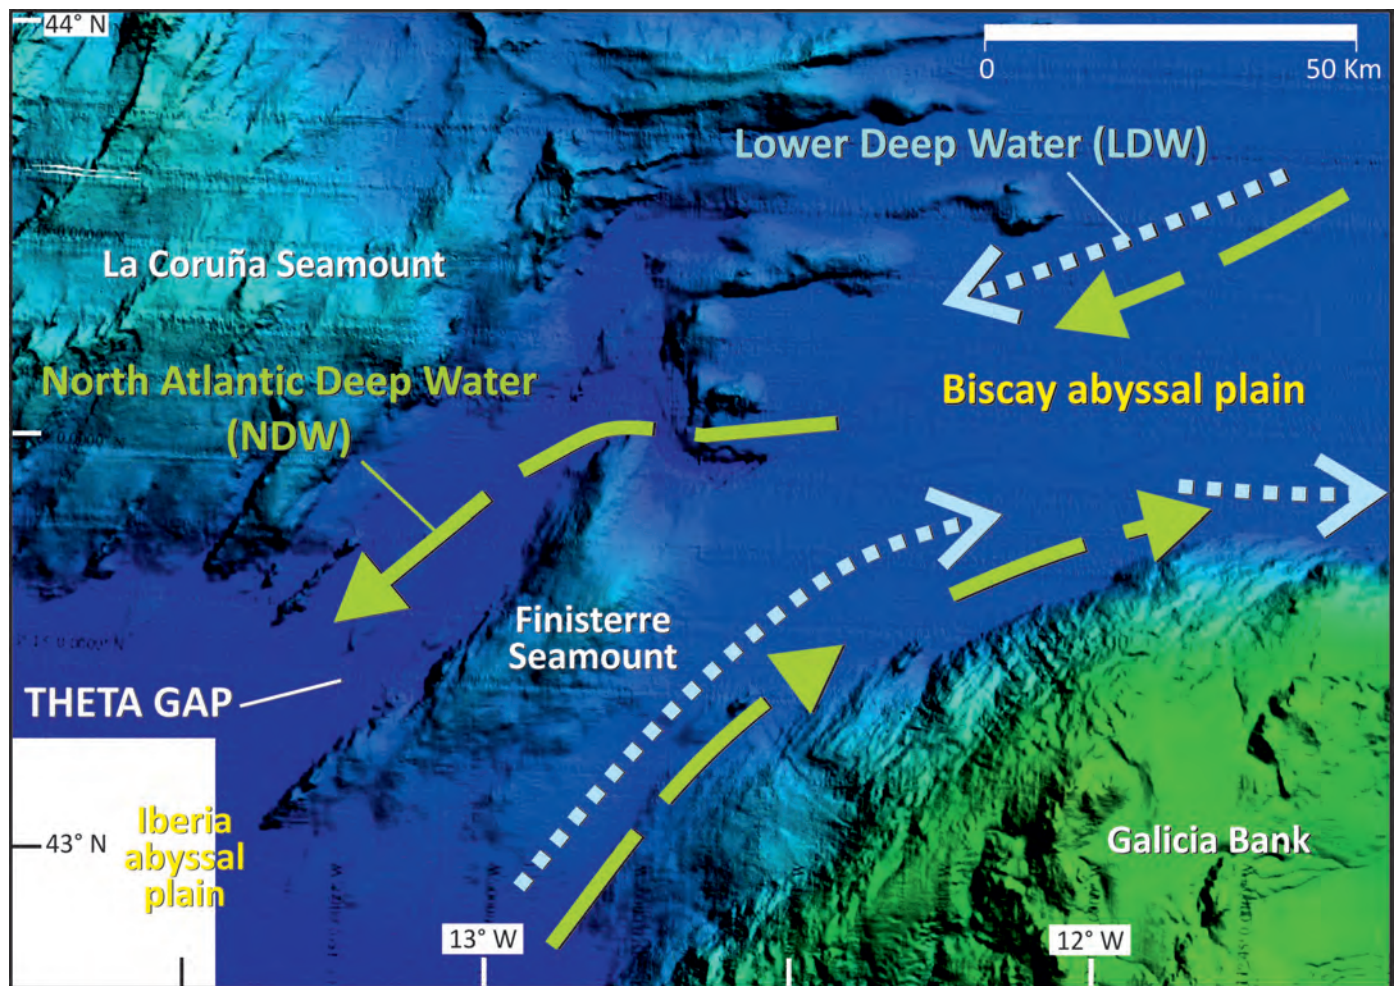 44° N
0
50 Km
Lower Deep Water (LDW)
La Coruña Seamount
North Atlantic Deep Water
(NDW)
Biscay abyssal plain
Finisterre
Seamount
THETA GAP
Iberia
abyssal
plain
43° N
Galicia Bank
13° W
12° W